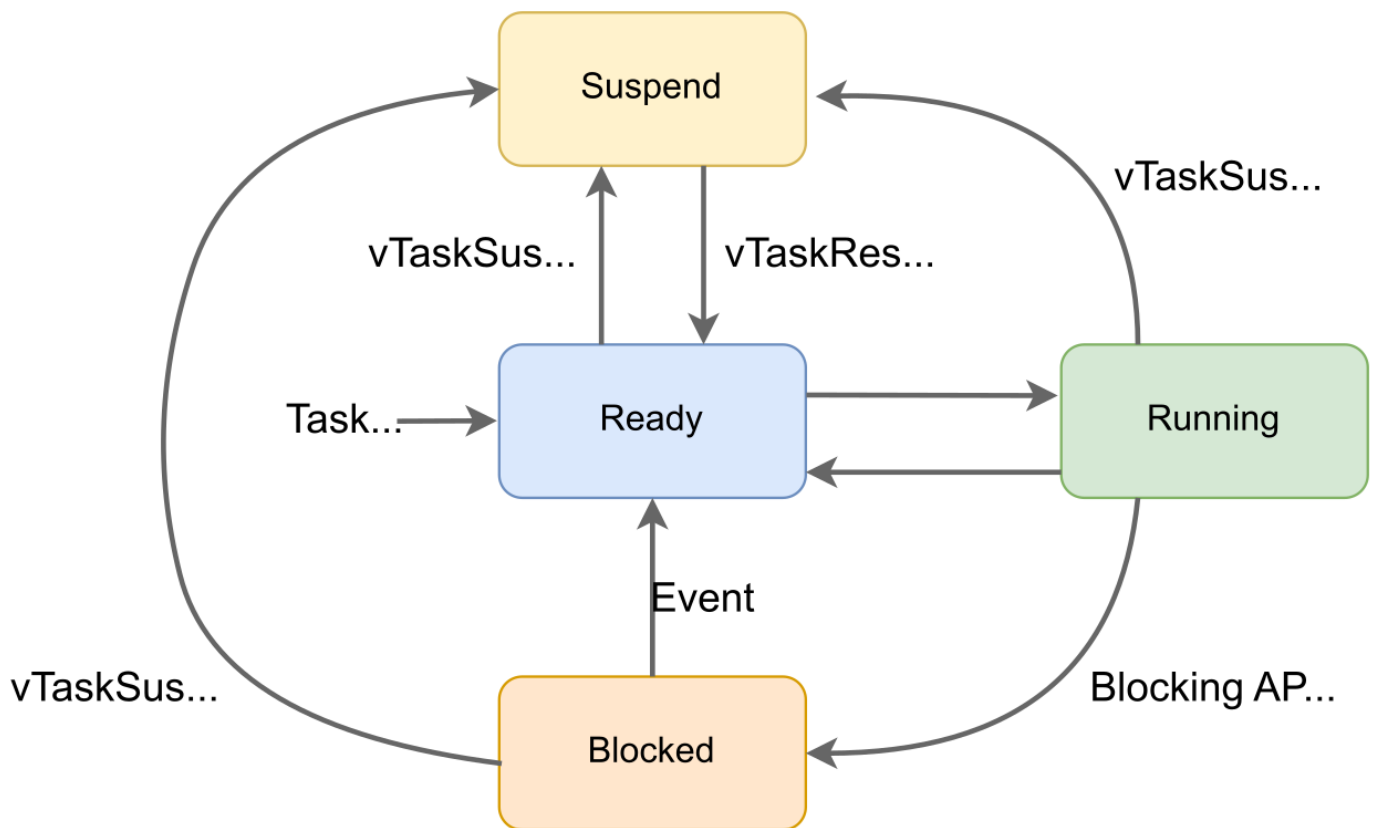 Suspend
vTaskSus...
vTaskSus...
vTaskRes...
Task...
Ready
Running
Event
vTaskSus...
Blocking AP...
Blocked